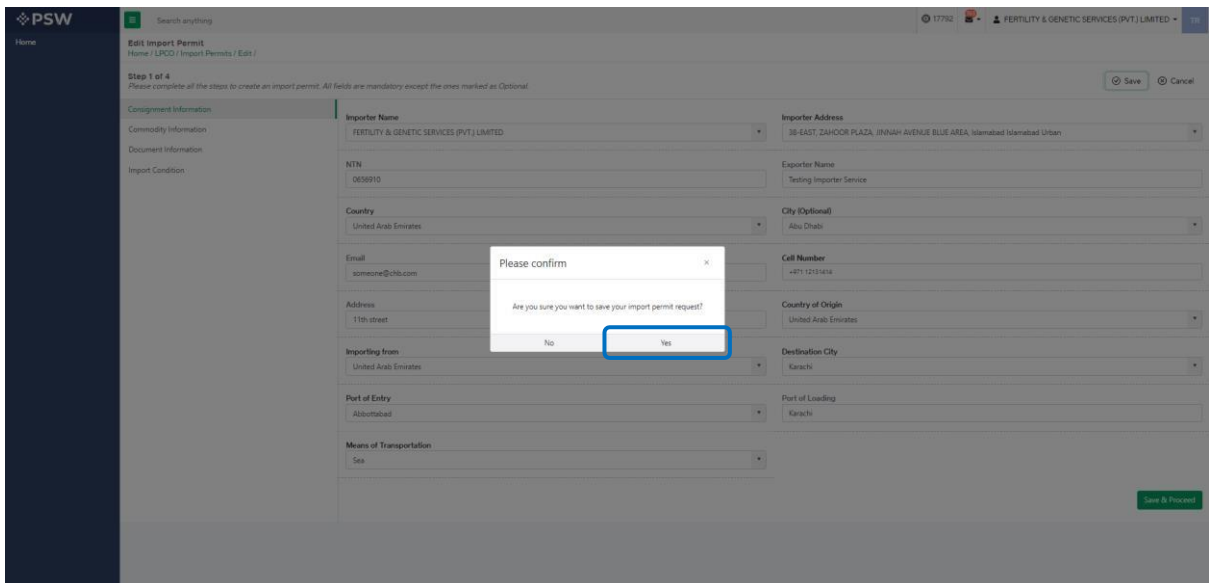 PSW
Search anything
17792
FERTILITY & GENETIC SERVICES (PVT.) LIMITED
Home
Edit Import Permit
Home / LPCO / Import Permits / Edit /
Step 1 of 4
Please complete all the steps to create an import permit. All fields are mandatory except the ones marked as Optional.
Save
Cancel
Consignment Information
Commodity Information
Document Information
Import Condition
Importer Name
FERTILITY & GENETIC SERVICES (PVT.) LIMITED
Importer Address
38-EAST, ZAHOOR PLAZA, JINNAH AVENUE BLUE AREA, Islamabad Islamabad Urban
NTN
0656910
Exporter Name
Testing Importer Service
Country
United Arab Emirates
City (Optional)
Abu Dhabi
Email
someone@chb.com
Cell Number
Address
11th street
Country of Origin
United Arab Emirates
Please confirm
Are you sure you want to save your import permit request?
No
Yes
Importing from
United Arab Emirates
Destination City
Karachi
Port of Entry
Abbottabad
Port of Loading
Karachi
Means of Transportation
Sea
Save & Proceed